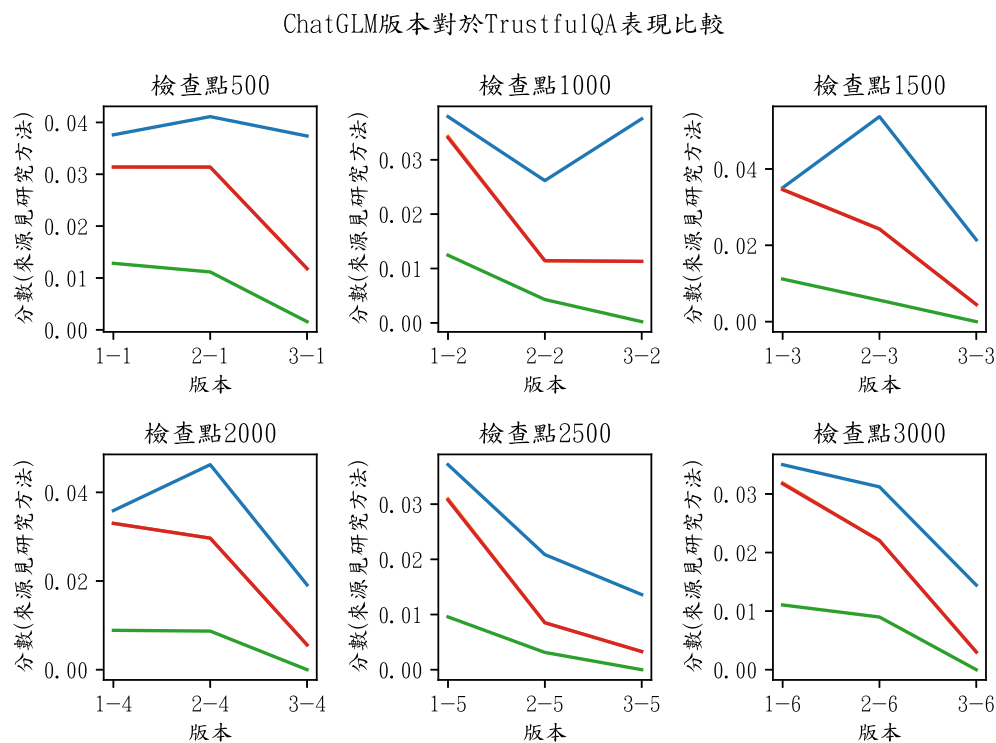 ChatGLM版本對於TrustfulQA表現比較
檢查點500
分數(來源見研究方法)
0.04
0.03
0.02
0.01
0.00
1-1 2-1 3-1
版本
檢查點1000
分數(來源見研究方法)
0.03
0.02
0.01
0.00
1-2 2-2 3-2
版本
檢查點1500
分數(來源見研究方法)
0.04
0.02
0.00
1-3 2-3 3-3
版本
檢查點2000
分數(來源見研究方法)
0.04
0.02
0.00
1-4 2-4 3-4
版本
檢查點2500
分數(來源見研究方法)
0.03
0.02
0.01
0.00
1-5 2-5 3-5
版本
檢查點3000
分數(來源見研究方法)
0.03
0.02
0.01
0.00
1-6 2-6 3-6
版本